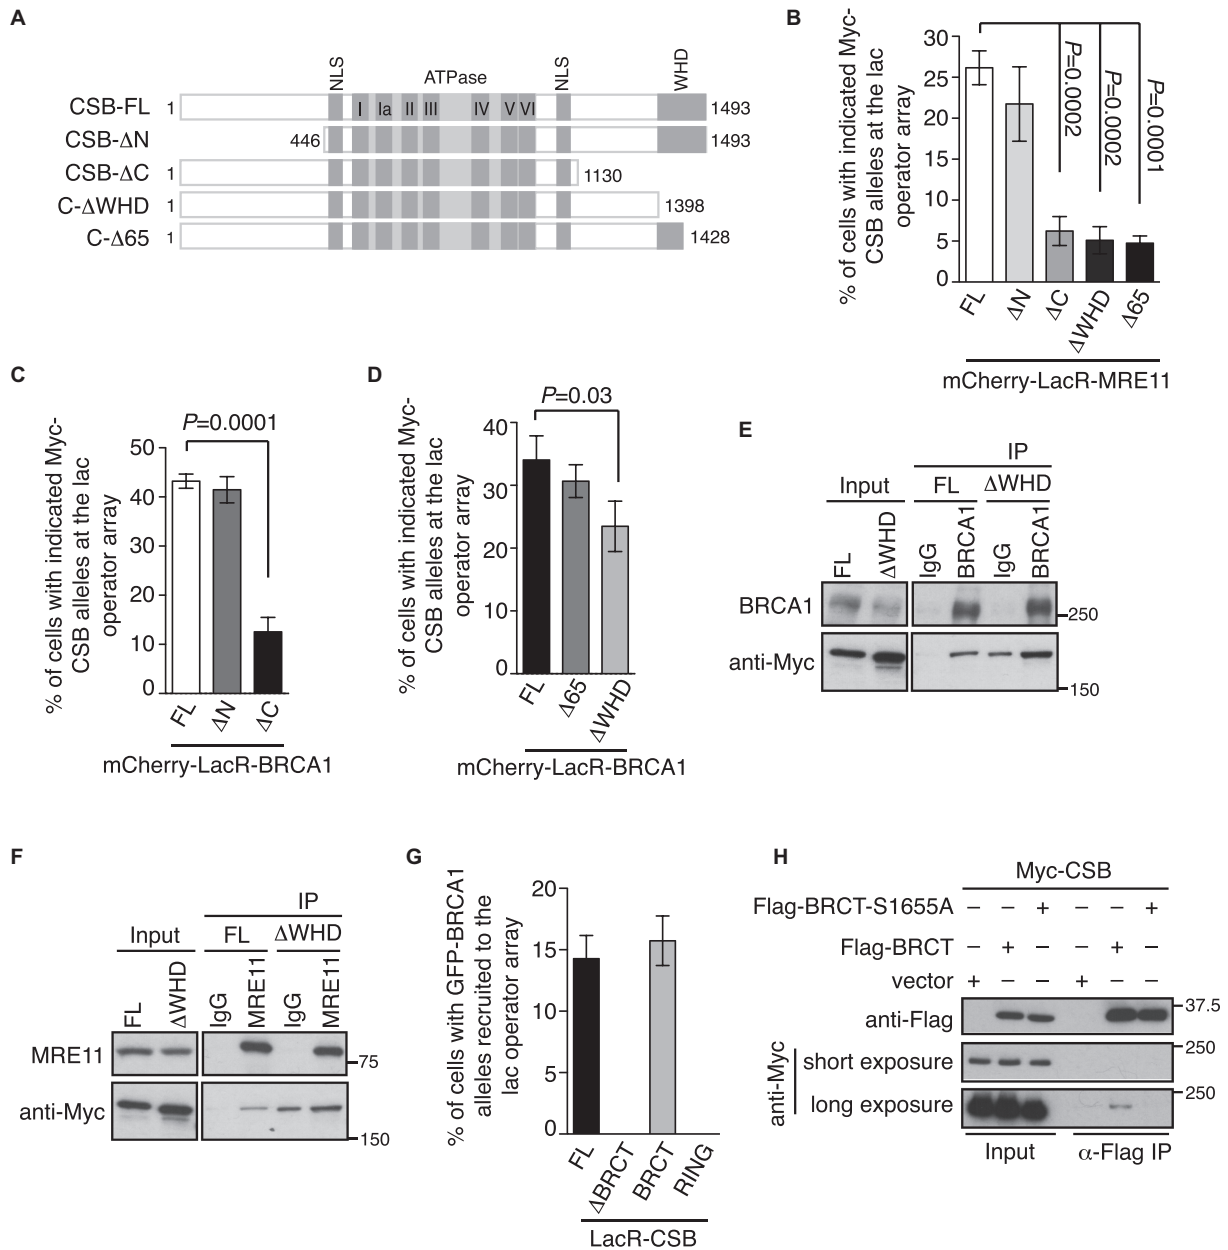 A
NLS
ATPase
NLS
WHD
CSB-FL 1 I Ia II III IV V VI 1493
CSB-ΔN 446 1493
CSB-ΔC 1 1130
C-ΔWHD 1 1398
C-Δ65 1 1428
B
% of cells with indicated Myc-
CSB alleles at the lac
operator array
30
25
20
15
10
5
0
P=0.0002
P=0.0002
P=0.0001
FL
ΔN
ΔC
ΔWHD
Δ65
mCherry-LacR-MRE11
C
% of cells with indicated Myc-
CSB alleles at the lac
operator array
P=0.0001
50
40
30
20
10
0
FL
ΔN
ΔC
mCherry-LacR-BRCA1
D
% of cells with indicated Myc-
CSB alleles at the lac
operator array
P=0.03
40
30
20
10
0
FL
Δ65
ΔWHD
mCherry-LacR-BRCA1
E
IP
Input FL ΔWHD
FL
ΔWHD
IgG
BRCA1
IgG
BRCA1
BRCA1
250
anti-Myc
150
F
IP
Input FL ΔWHD
FL
ΔWHD
IgG
MRE11
IgG
MRE11
MRE11
75
anti-Myc
150
G
% of cells with GFP-BRCA1
alleles recruited to the
lac operator array
20
15
10
5
0
FL
ΔBRCT
BRCT
RING
LacR-CSB
H
Myc-CSB
Flag-BRCT-S1655A − − + − − +
Flag-BRCT − + − − + −
vector + − − + − −
anti-Flag 37.5
anti-Myc
short exposure 250
long exposure 250
Input α-Flag IP